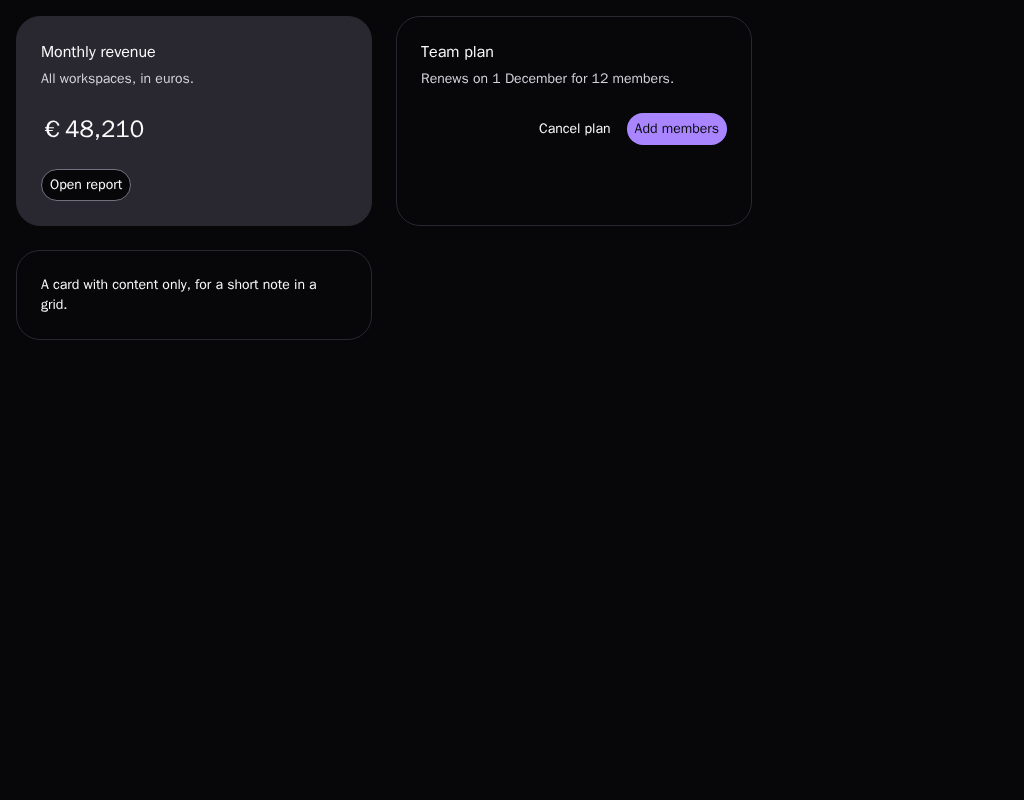 Monthly revenue
All workspaces, in euros.
€ 48,210
Open report
Team plan
Renews on 1 December for 12 members.
Cancel plan
Add members
A card with content only, for a short note in a
grid.